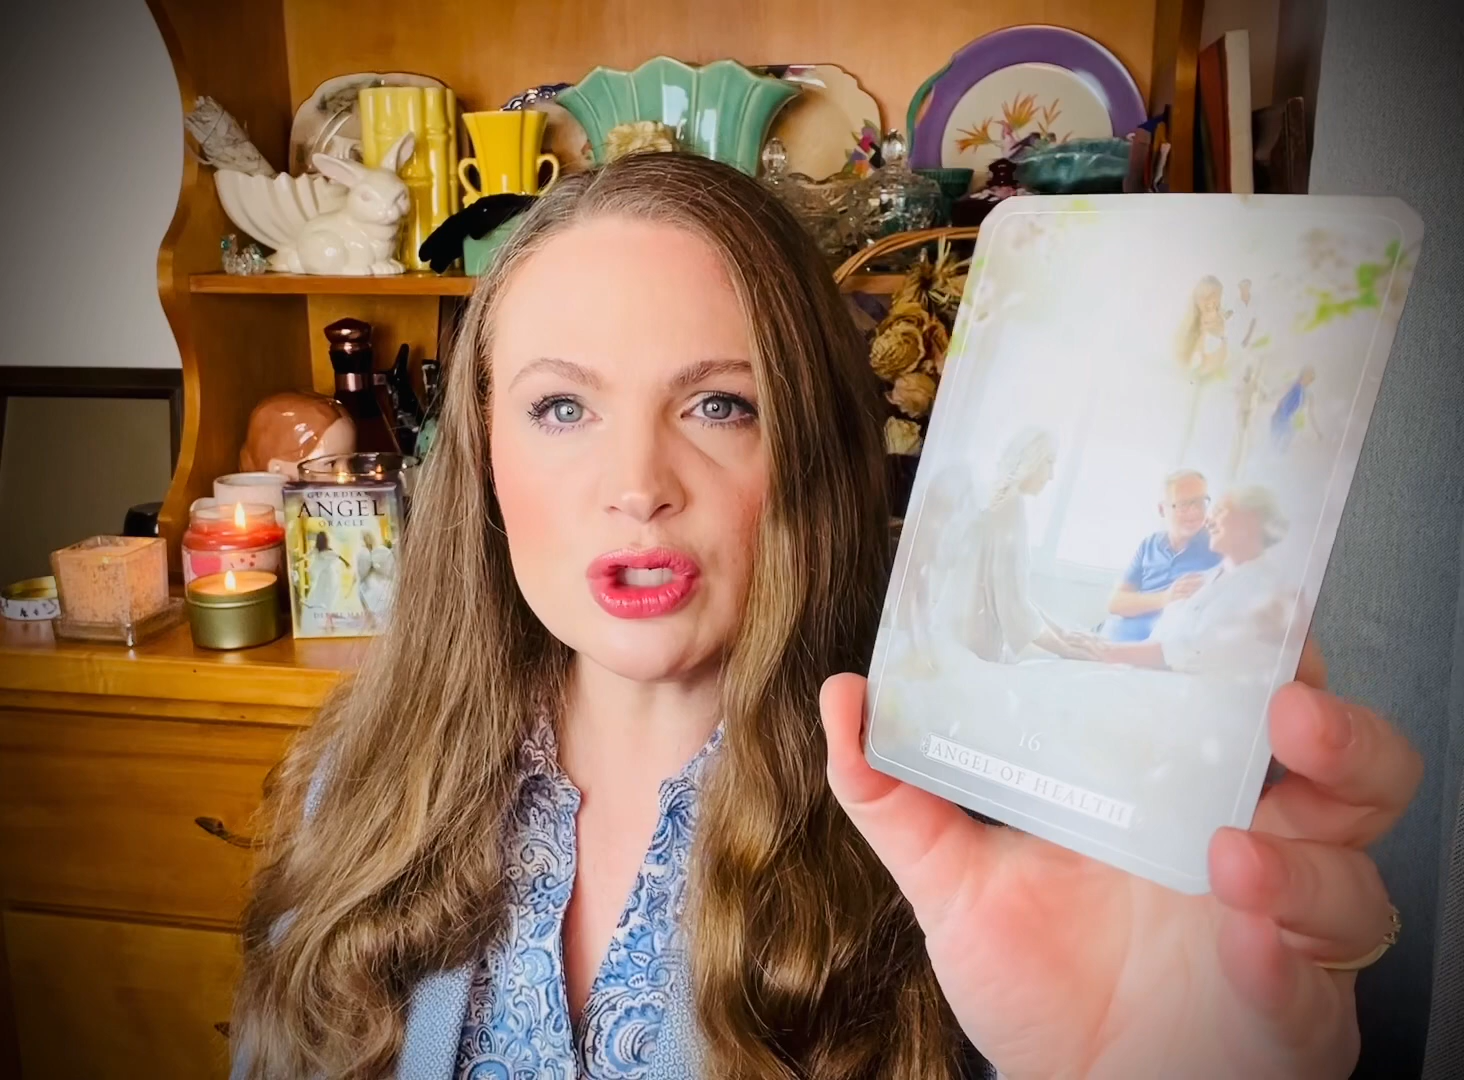 GUARDIAN
ANGEL
ORACLE
16
ANGEL OF HEALTH